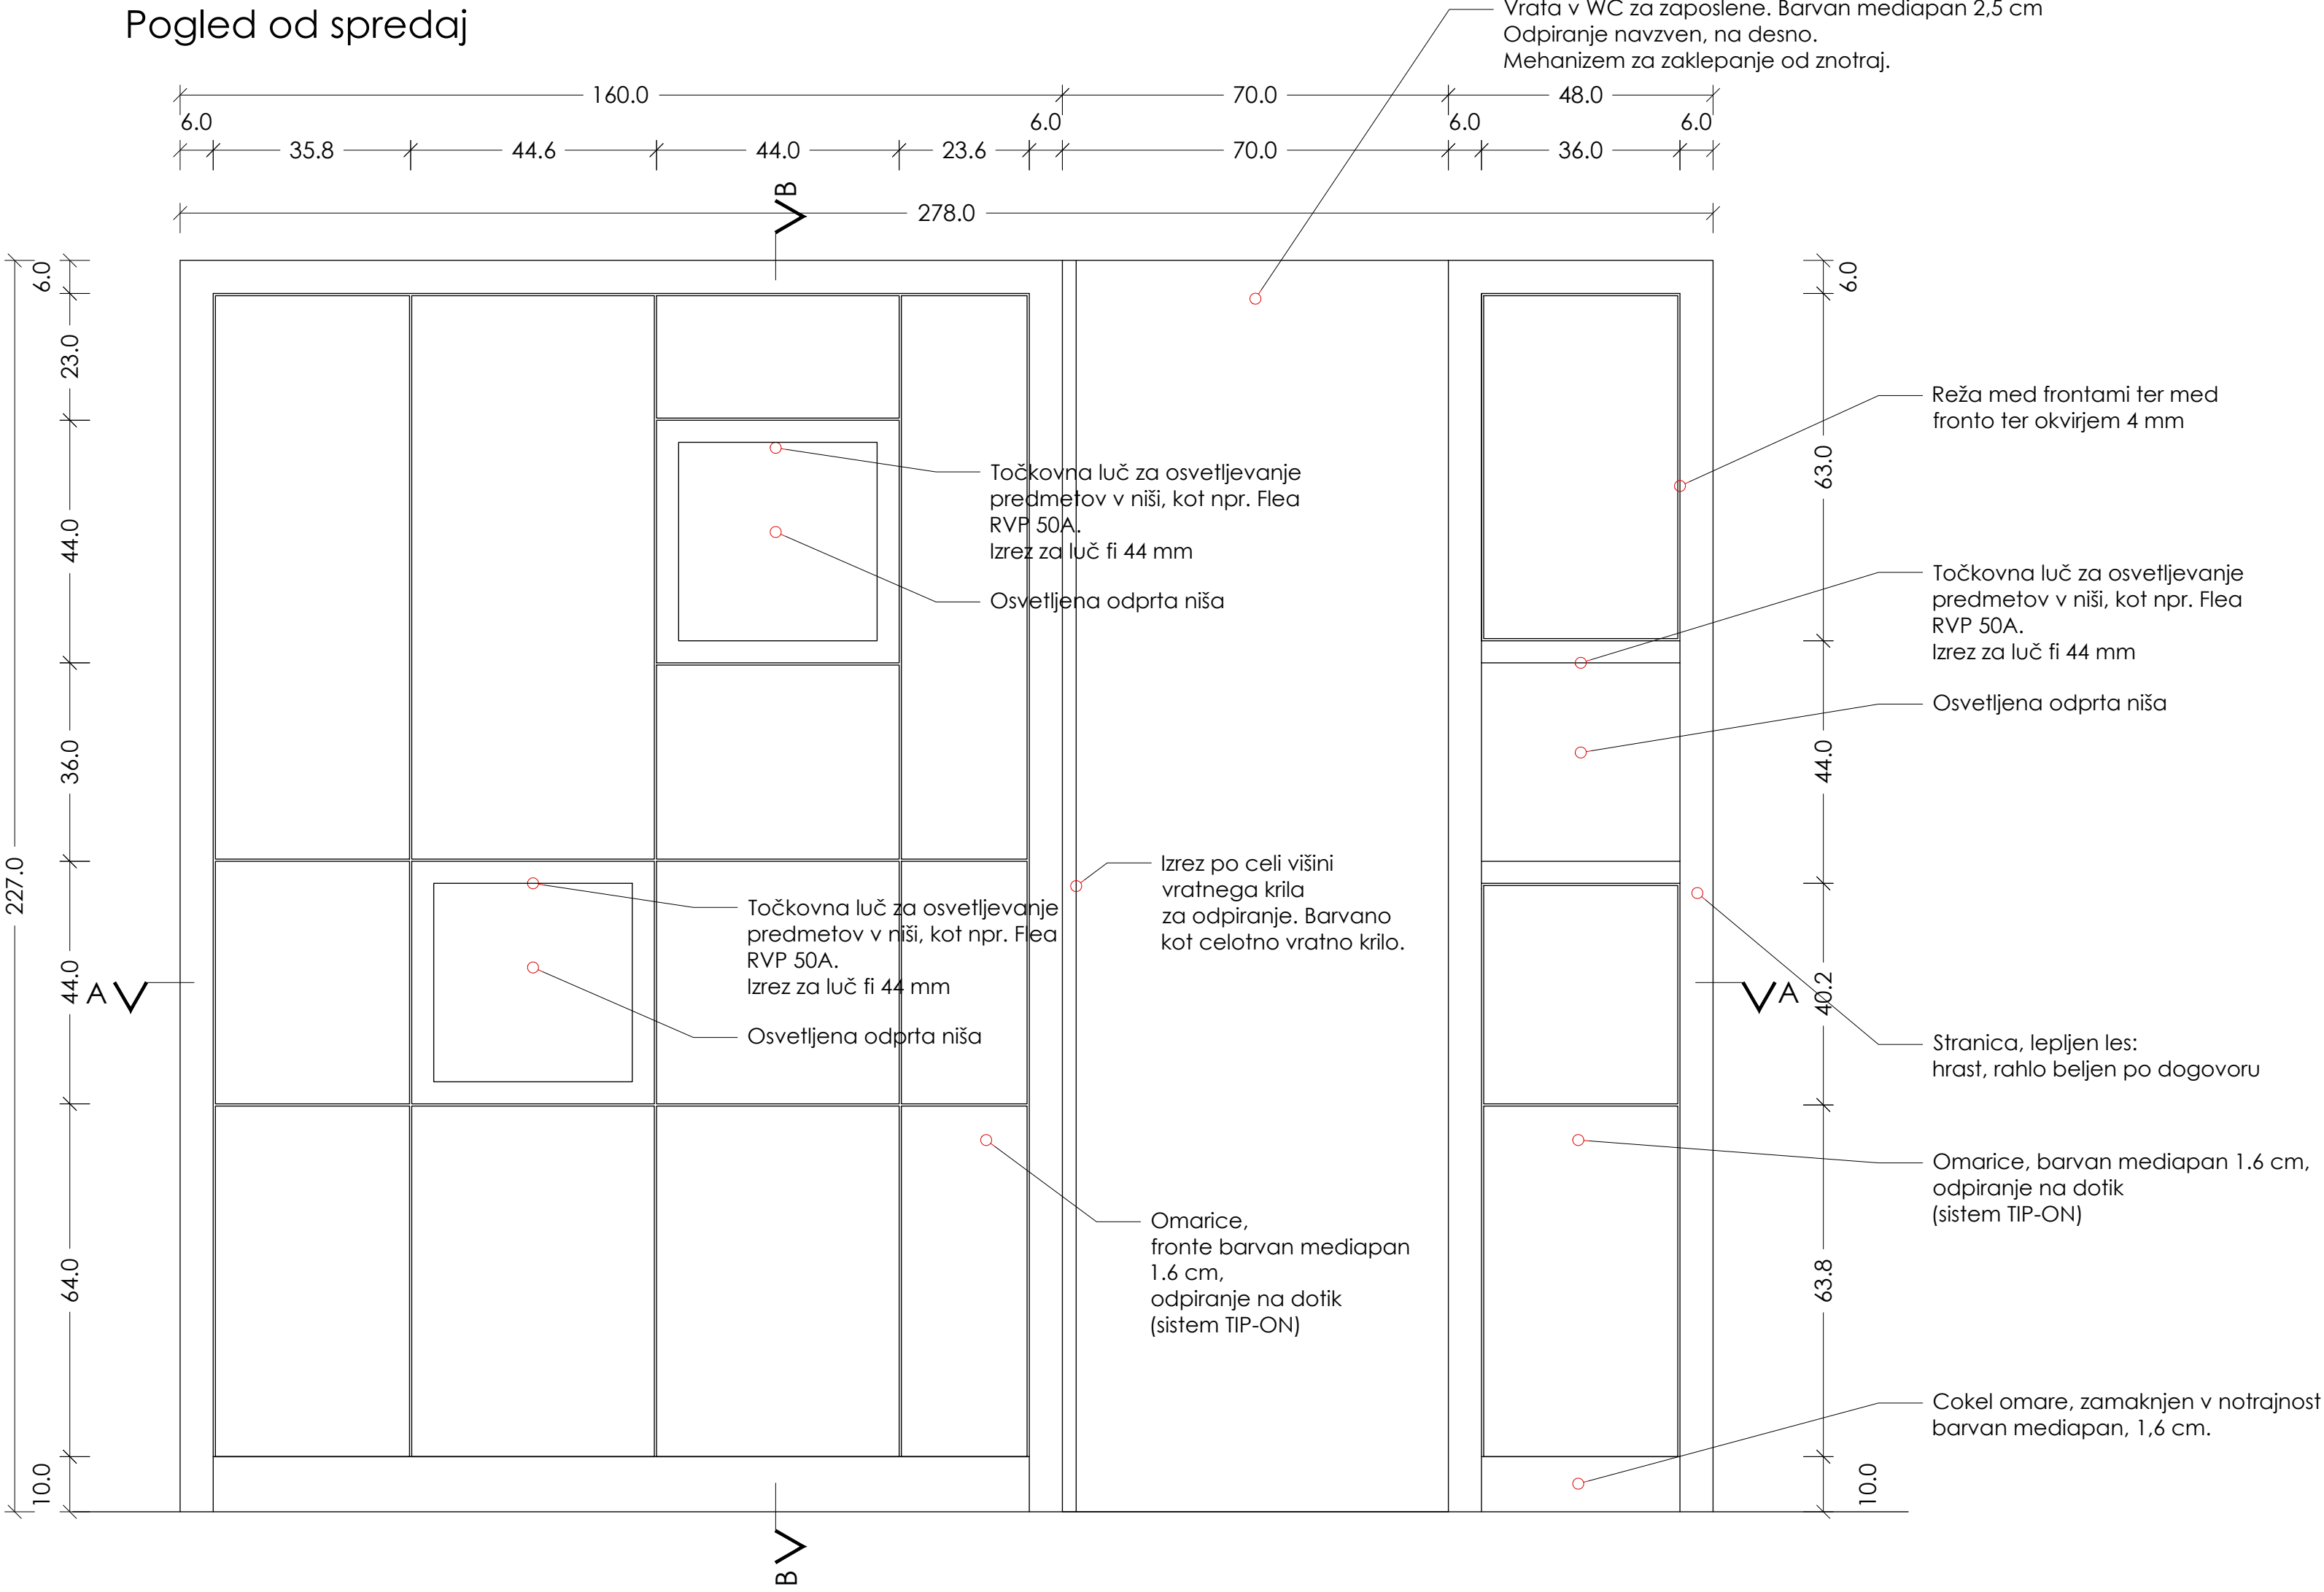 Pogled od spredaj
Vrata v WC za zaposlene. Barvan mediapan 2,5 cm
Odpiranje navzven, na desno.
Mehanizem za zaklepanje od znotraj.
160.0
70.0
48.0
6.0
6.0
6.0
6.0
35.8
44.6
44.0
23.6
70.0
36.0
B
278.0
6.0
23.0
44.0
36.0
44.0
64.0
10.0
227.0
6.0
63.0
44.0
40.2
63.8
10.0
Točkovna luč za osvetljevanje
predmetov v niši, kot npr. Flea
RVP 50A.
Izrez za luč fi 44 mm
Osvetljena odprta niša
Reža med frontami ter med
fronto ter okvirjem 4 mm
Točkovna luč za osvetljevanje
predmetov v niši, kot npr. Flea
RVP 50A.
Izrez za luč fi 44 mm
Osvetljena odprta niša
Izrez po celi višini
vratnega krila
za odpiranje. Barvano
kot celotno vratno krilo.
Točkovna luč za osvetljevanje
predmetov v niši, kot npr. Flea
RVP 50A.
Izrez za luč fi 44 mm
Osvetljena odprta niša
A
A
Stranica, lepljen les:
hrast, rahlo beljen po dogovoru
Omarice, barvan mediapan 1.6 cm,
odpiranje na dotik
(sistem TIP-ON)
Omarice,
fronte barvan mediapan
1.6 cm,
odpiranje na dotik
(sistem TIP-ON)
Cokel omare, zamaknjen v notrajnost
barvan mediapan, 1,6 cm.
B